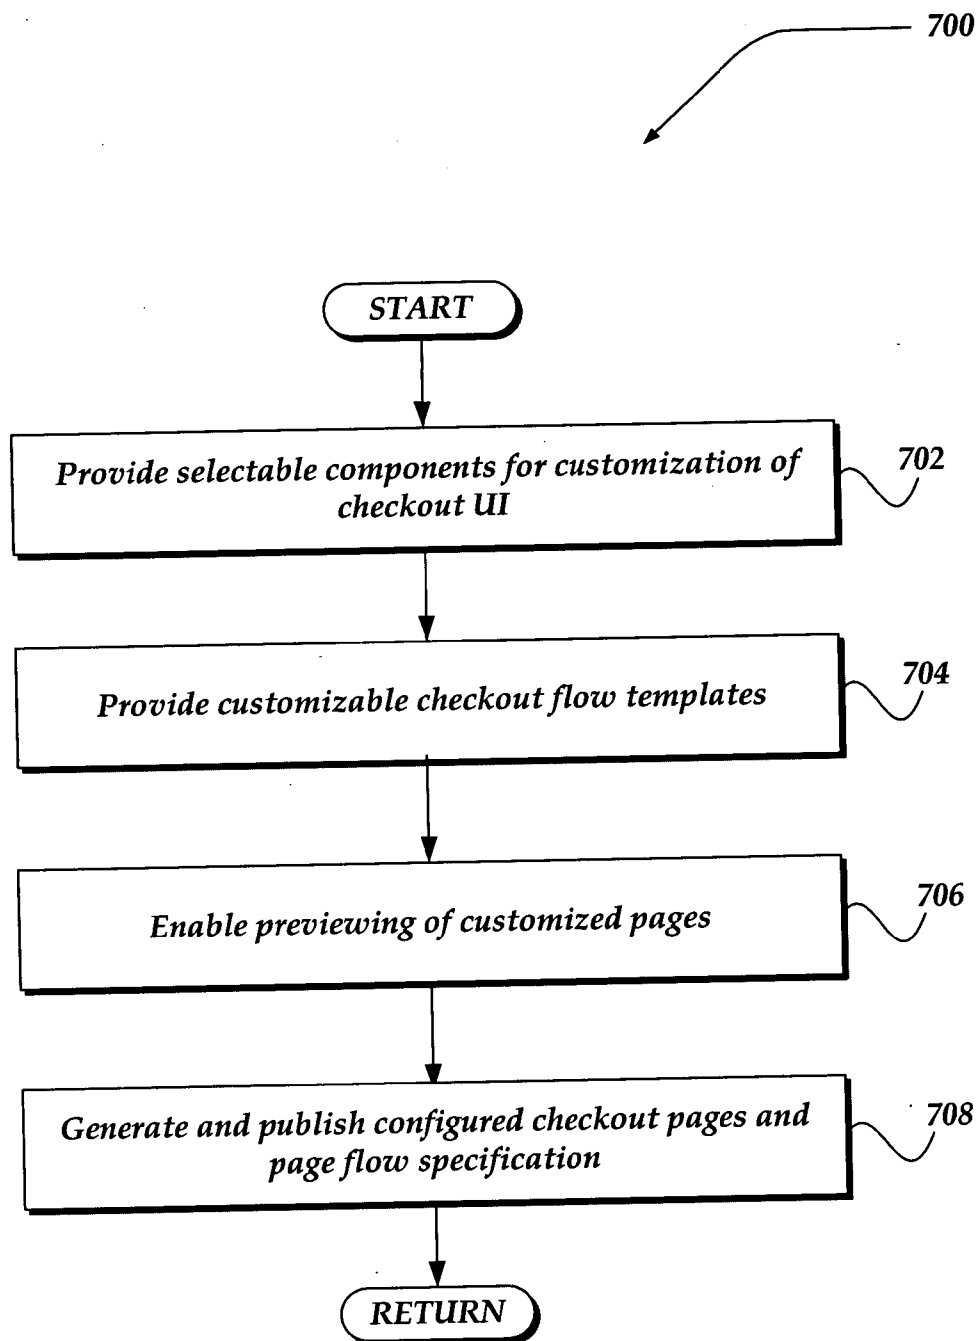 700
START
Provide selectable components for customization of
checkout UI
702
Provide customizable checkout flow templates
704
Enable previewing of customized pages
706
Generate and publish configured checkout pages and
page flow specification
708
RETURN